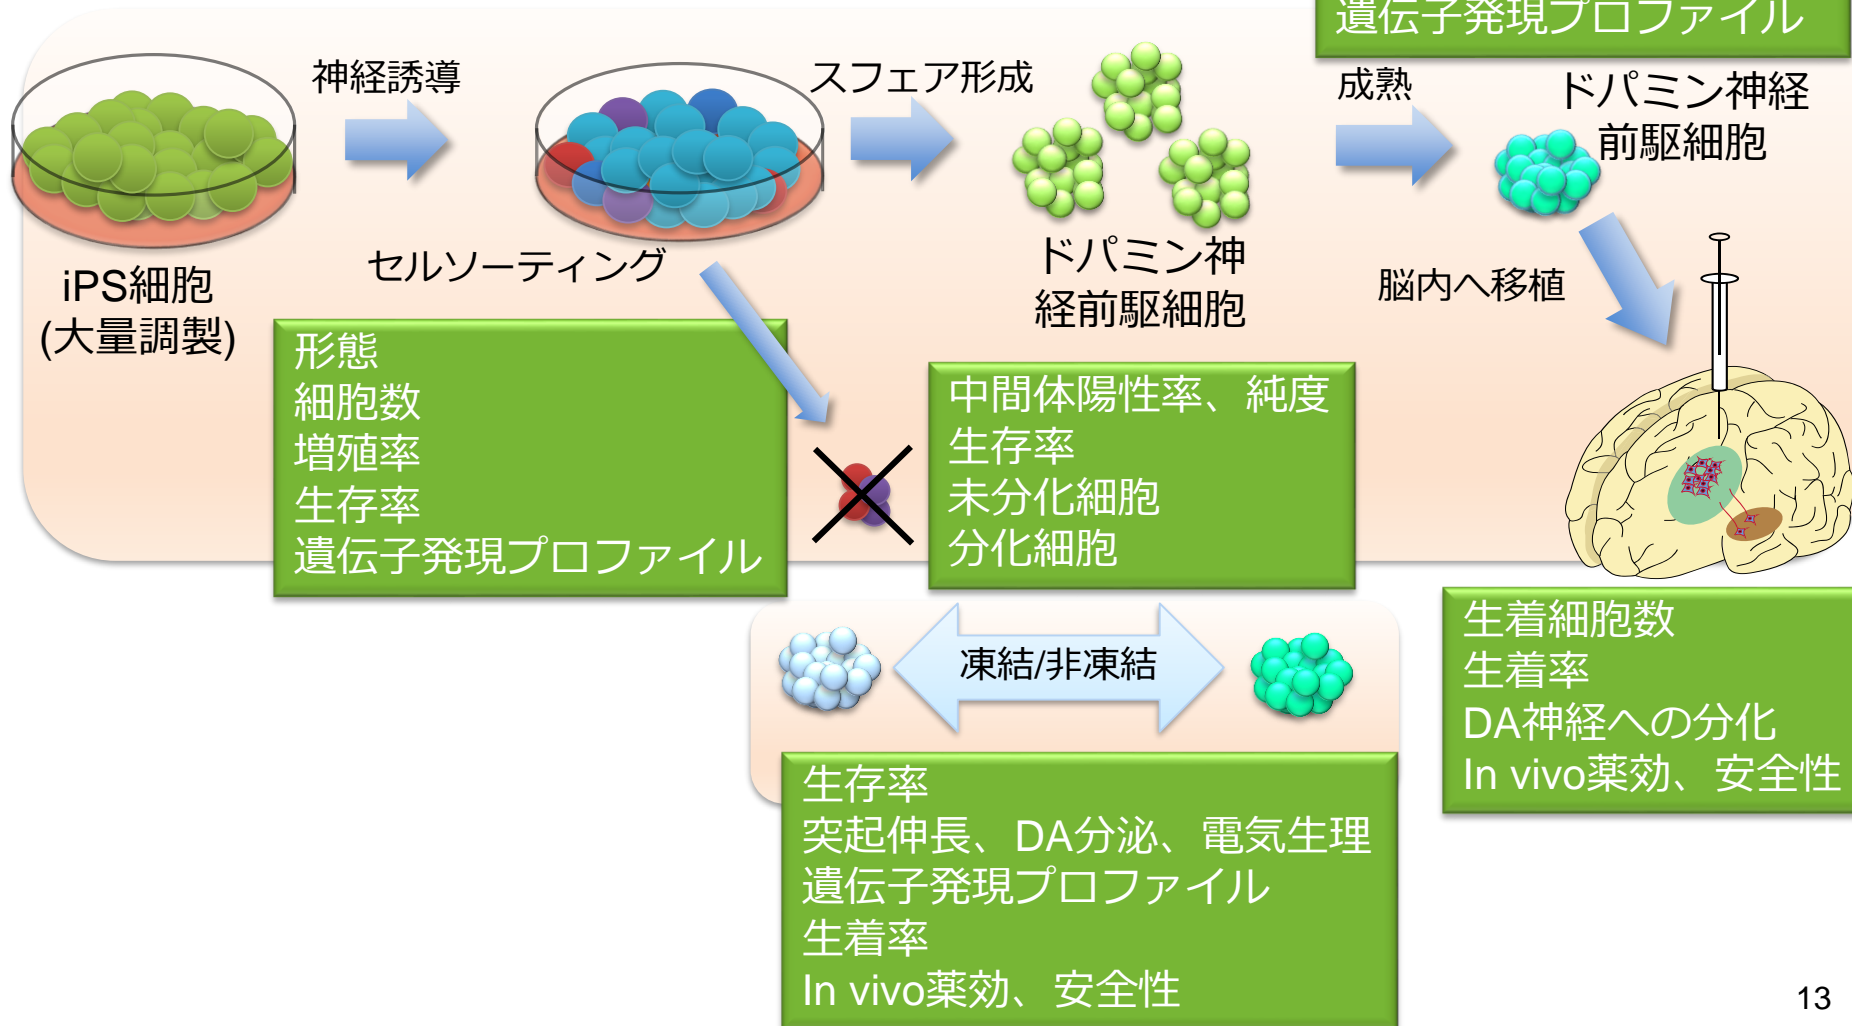 遺伝子発現プロファイル
神経誘導
スフェア形成
成熟
ドパミン神経
前駆細胞
iPS細胞
(大量調製)
セルソーティング
ドパミン神
経前駆細胞
脳内へ移植
形態
細胞数
増殖率
生存率
遺伝子発現プロファイル
中間体陽性率、純度
生存率
未分化細胞
分化細胞
凍結/非凍結
生着細胞数
生着率
DA神経への分化
In vivo薬効、安全性
生存率
突起伸長、DA分泌、電気生理
遺伝子発現プロファイル
生着率
In vivo薬効、安全性
13